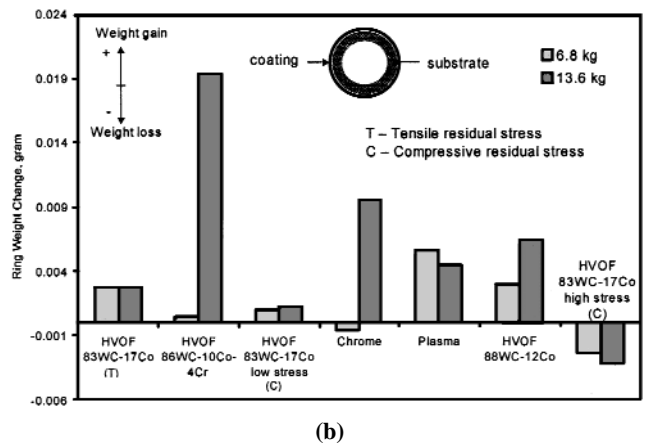 0.024
0.019
0.014
0.009
0.004
-0.001
-0.006
Ring Weight Change, gram
Weight gain
+
-
Weight loss
coating
substrate
6.8 kg
13.6 kg
T – Tensile residual stress
C – Compressive residual stress
HVOF
83WC-17Co
(T)
HVOF
86WC-10Co-
4Cr
HVOF
83WC-17Co
low stress
(C)
Chrome
Plasma
HVOF
88WC-12Co
HVOF
83WC-17Co
high stress
(C)
(b)